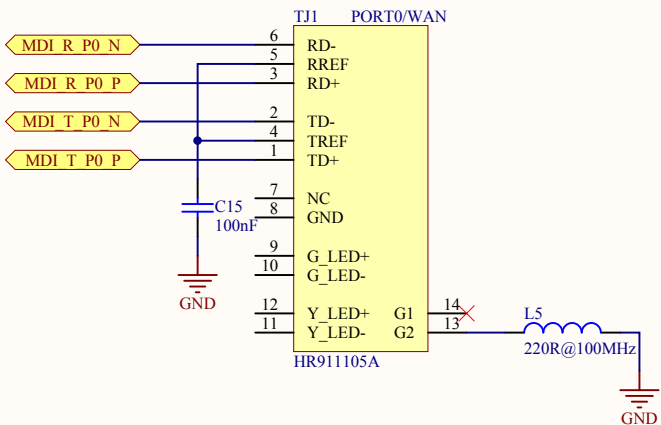 TJ1 PORT0/WAN
MDI_R_P0_N 6 RD-
5 RREF
MDI_R_P0_P 3 RD+
MDI_T_P0_N 2 TD-
4 TREF
MDI_T_P0_P 1 TD+
7 NC
C15 8 GND
100nF
9 G_LED+
10 G_LED-
GND
12 Y_LED+ G1 14
11 Y_LED- G2 13 L5
220R@100MHz
HR911105A
GND